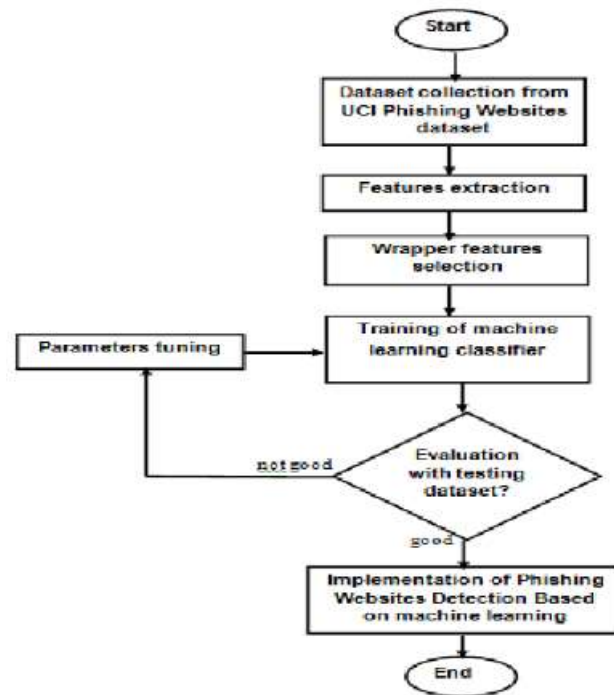 Start
Dataset collection from
UCI Phishing Websites
dataset
Features extraction
Wrapper features
selection
Training of machine
learning classifier
Parameters tuning
Evaluation
with testing
dataset?
not good
good
Implementation of Phishing
Websites Detection Based
on machine learning
End